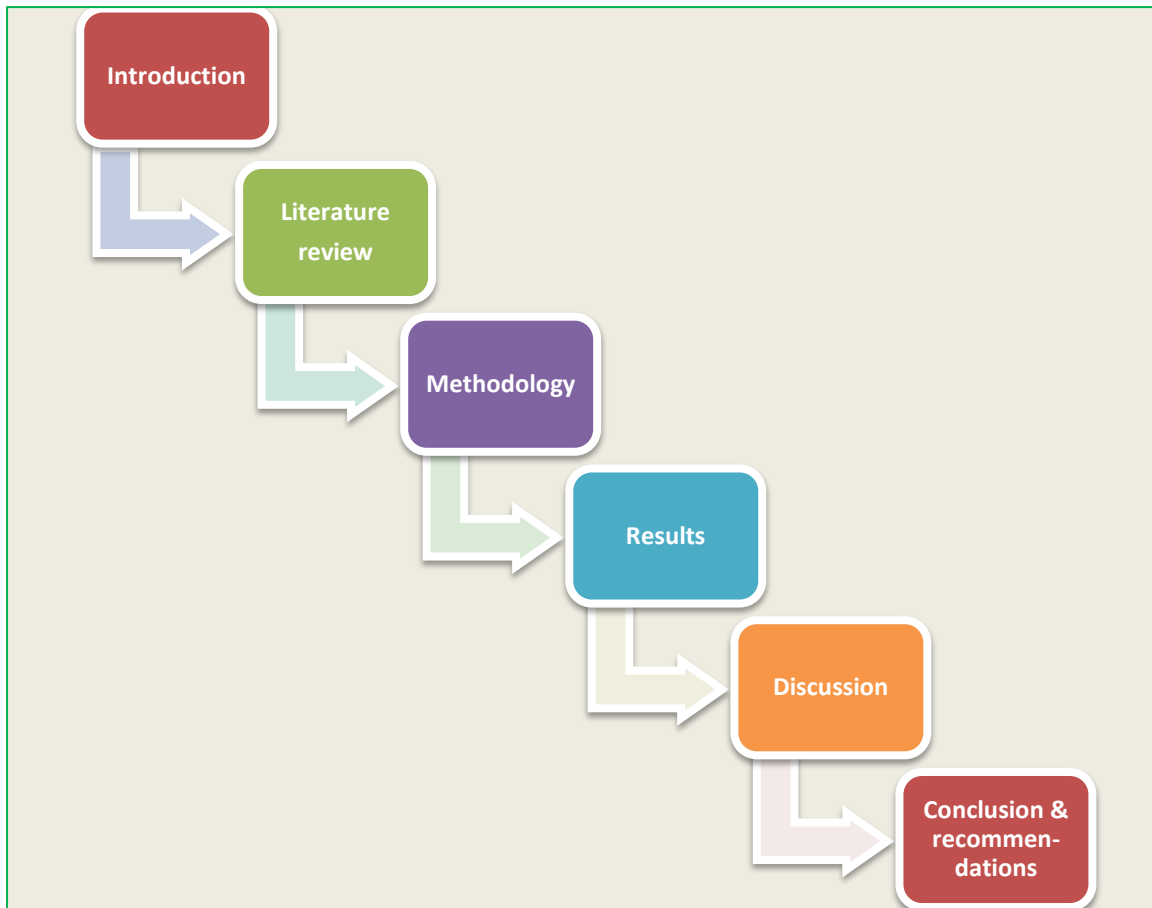 Introduction
Literature
review
Methodology
Results
Discussion
Conclusion &
recommen-
dations